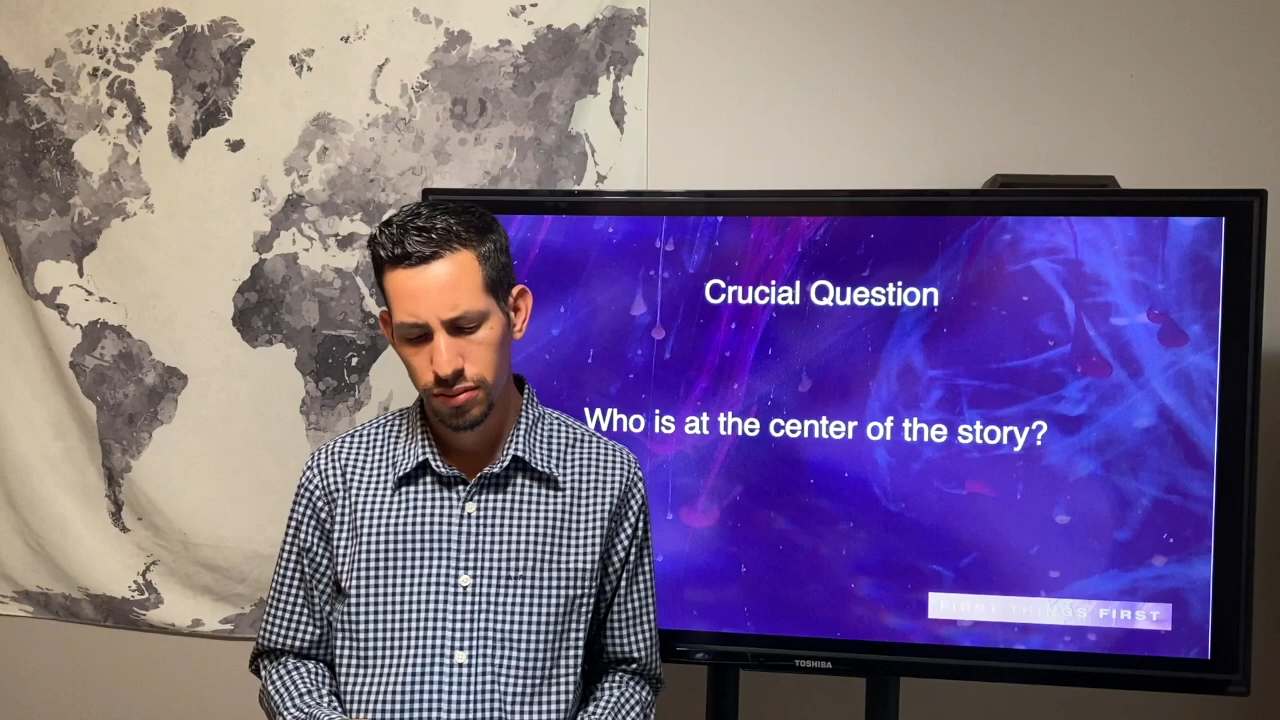 Crucial Question
Who is at the center of the story?
FIRST THINGS FIRST
TOSHIBA